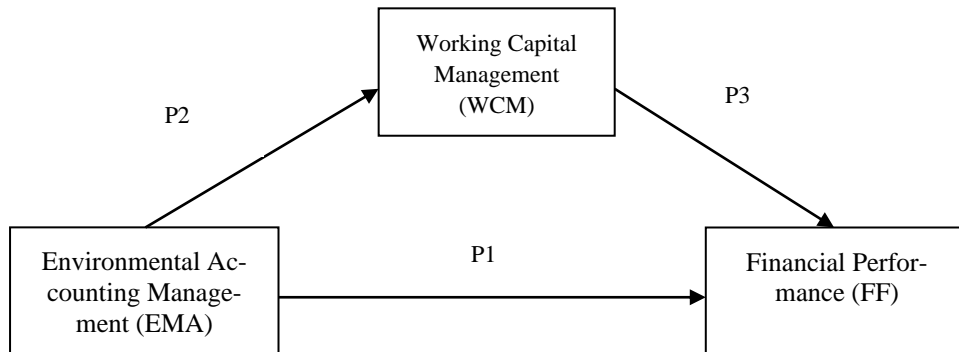 Working Capital
Management
(WCM)
P2
P3
P1
Environmental Ac-
counting Manage-
ment (EMA)
Financial Perfor-
mance (FF)